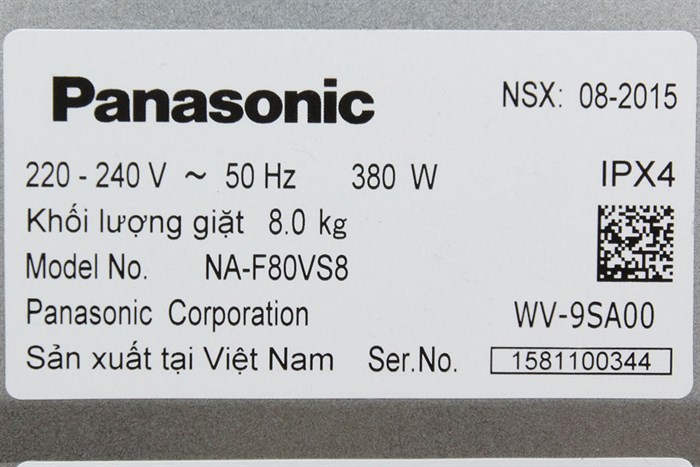 Panasonic NSX: 08-2015
220 - 240 V ~ 50 Hz 380 W IPX4
Khối lượng giặt 8.0 kg
Model No. NA-F80VS8
Panasonic Corporation WV-9SA00
Sản xuất tại Việt Nam Ser.No. 1581100344